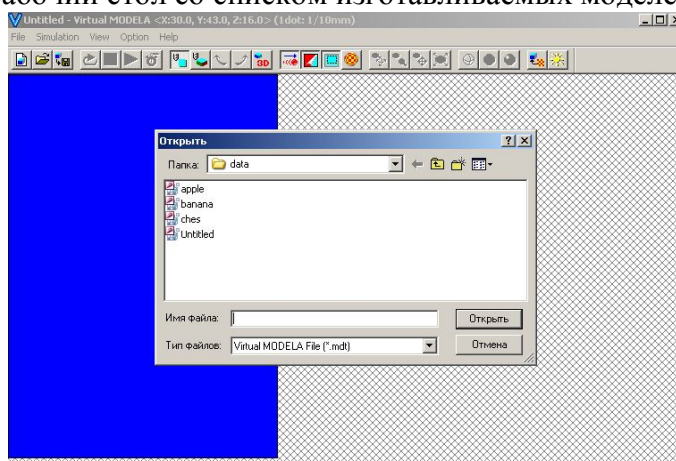 рабочий стол со списком изготавливаемых моделе
Untitled - Virtual MODELA <X:30.0, Y:43.0, Z:16.0> (1dot: 1/10mm)
File Simulation View Option Help
3D
Открыть
Папка: data
apple
banana
ches
Untitled
Имя файла: Открыть
Тип файлов: Virtual MODELA File (*.mdt) Отмена